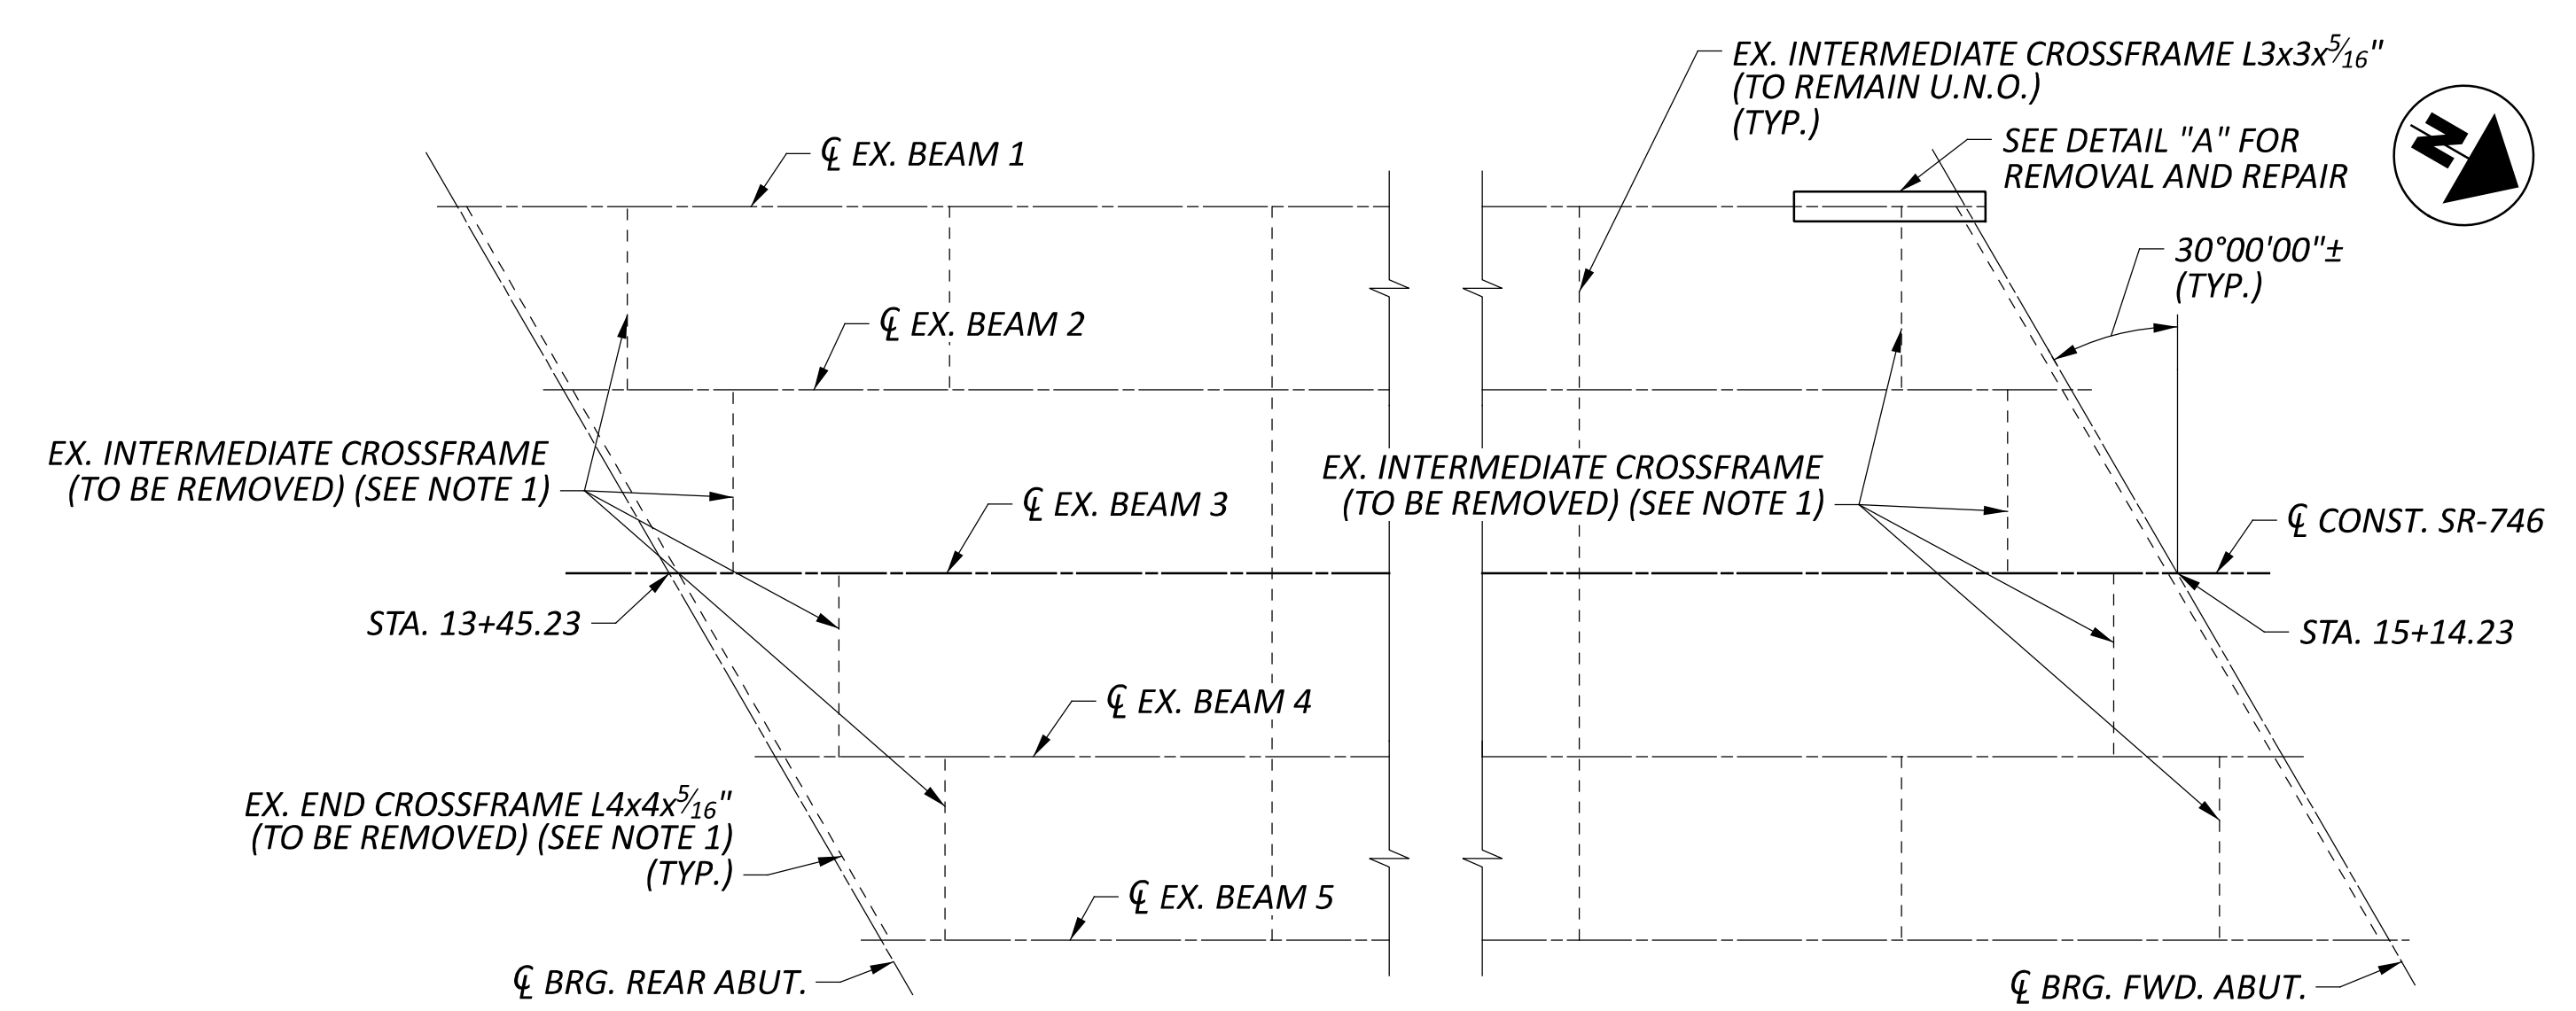 EX. INTERMEDIATE CROSSFRAME L3x3x5/16"
(TO REMAIN U.N.O.)
(TYP.)
N
SEE DETAIL "A" FOR
REMOVAL AND REPAIR
℄ EX. BEAM 1
30°00'00"±
(TYP.)
℄ EX. BEAM 2
EX. INTERMEDIATE CROSSFRAME
(TO BE REMOVED) (SEE NOTE 1)
EX. INTERMEDIATE CROSSFRAME
(TO BE REMOVED) (SEE NOTE 1)
℄ EX. BEAM 3
℄ CONST. SR-746
STA. 13+45.23
STA. 15+14.23
℄ EX. BEAM 4
EX. END CROSSFRAME L4x4x5/16"
(TO BE REMOVED) (SEE NOTE 1)
(TYP.)
℄ EX. BEAM 5
℄ BRG. REAR ABUT.
℄ BRG. FWD. ABUT.